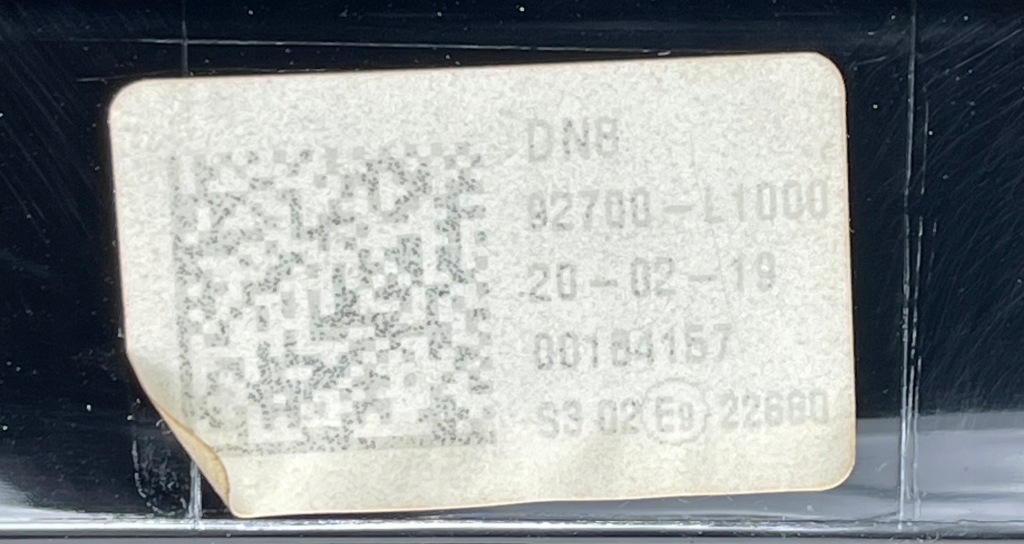 DN8
92700-L1000
20-02-19
00184157
S3 02 E9 22680